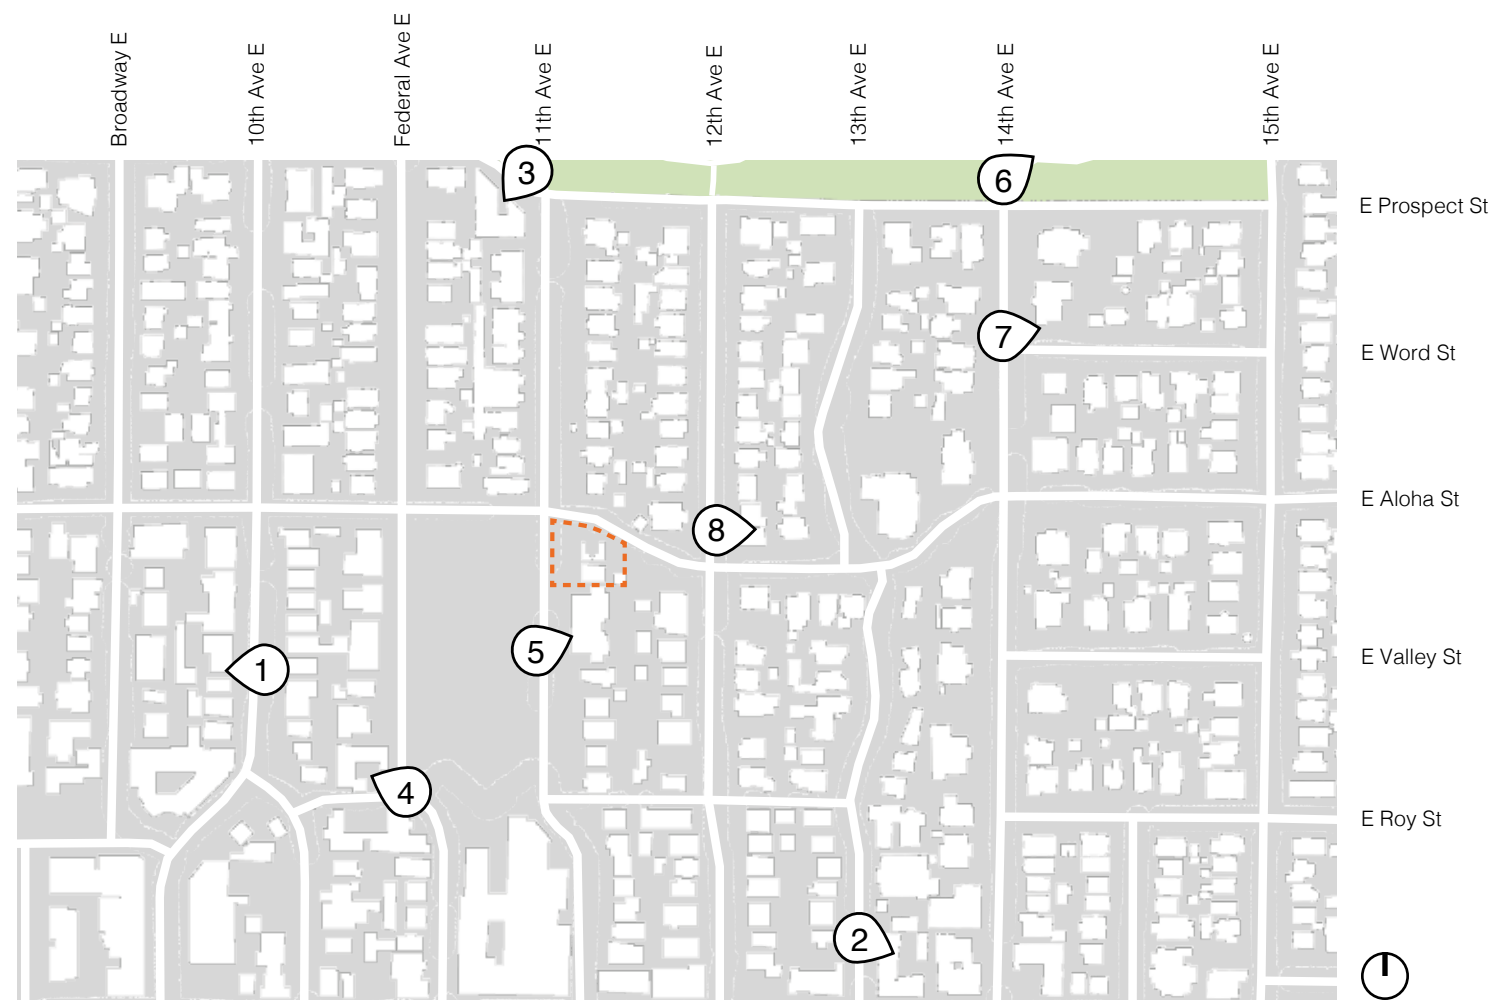 Broadway E
10th Ave E
Federal Ave E
11th Ave E
12th Ave E
13th Ave E
14th Ave E
15th Ave E
3
6
E Prospect St
7
E Word St
E Aloha St
8
5
1
E Valley St
4
E Roy St
2